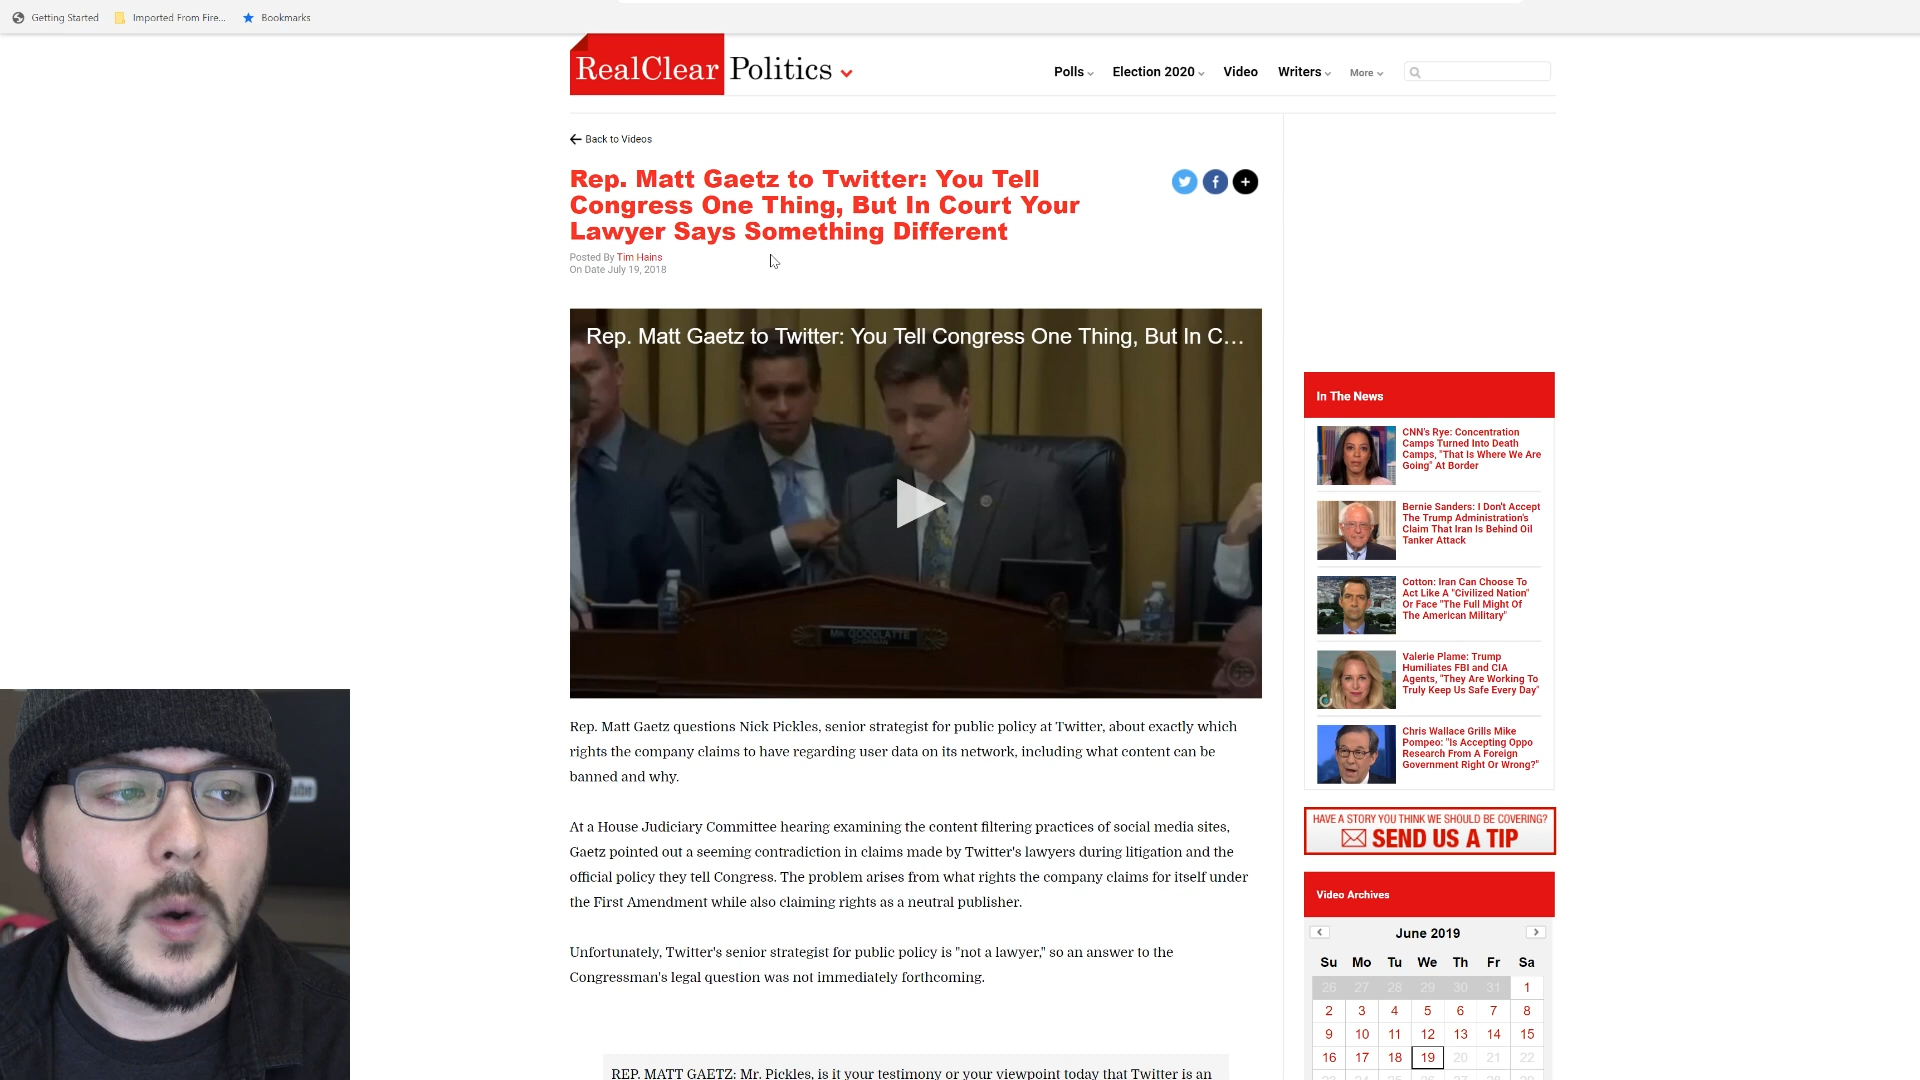 Getting Started
Imported From Fire...
Bookmarks
RealClear Politics
Polls
Election 2020
Video
Writers
More
Back to Videos
Rep. Matt Gaetz to Twitter: You Tell
Congress One Thing, But In Court Your
Lawyer Says Something Different
Posted By Tim Hains
On Date July 19, 2018
Rep. Matt Gaetz to Twitter: You Tell Congress One Thing, But In C...
MR. GOODLATTE
CHAIRMAN
Rep. Matt Gaetz questions Nick Pickles, senior strategist for public policy at Twitter, about exactly which
rights the company claims to have regarding user data on its network, including what content can be
banned and why.
At a House Judiciary Committee hearing examining the content filtering practices of social media sites,
Gaetz pointed out a seeming contradiction in claims made by Twitter's lawyers during litigation and the
official policy they tell Congress. The problem arises from what rights the company claims for itself under
the First Amendment while also claiming rights as a neutral publisher.
Unfortunately, Twitter's senior strategist for public policy is "not a lawyer," so an answer to the
Congressman's legal question was not immediately forthcoming.
REP. MATT GAETZ: Mr. Pickles, is it your testimony or your viewpoint today that Twitter is an
In The News
CNN's Rye: Concentration
Camps Turned Into Death
Camps, "That Is Where We Are
Going" At Border
Bernie Sanders: I Don't Accept
The Trump Administration's
Claim That Iran Is Behind Oil
Tanker Attack
Cotton: Iran Can Choose To
Act Like A "Civilized Nation"
Or Face "The Full Might Of
The American Military"
Valerie Plame: Trump
Humiliates FBI and CIA
Agents, "They Are Working To
Truly Keep Us Safe Every Day"
Chris Wallace Grills Mike
Pompeo: "Is Accepting Oppo
Research From A Foreign
Government Right Or Wrong?"
HAVE A STORY YOU THINK WE SHOULD BE COVERING?
SEND US A TIP
Video Archives
June 2019
Su Mo Tu We Th Fr Sa
26 27 28 29 30 31 1
2 3 4 5 6 7 8
9 10 11 12 13 14 15
16 17 18 19 20 21 22